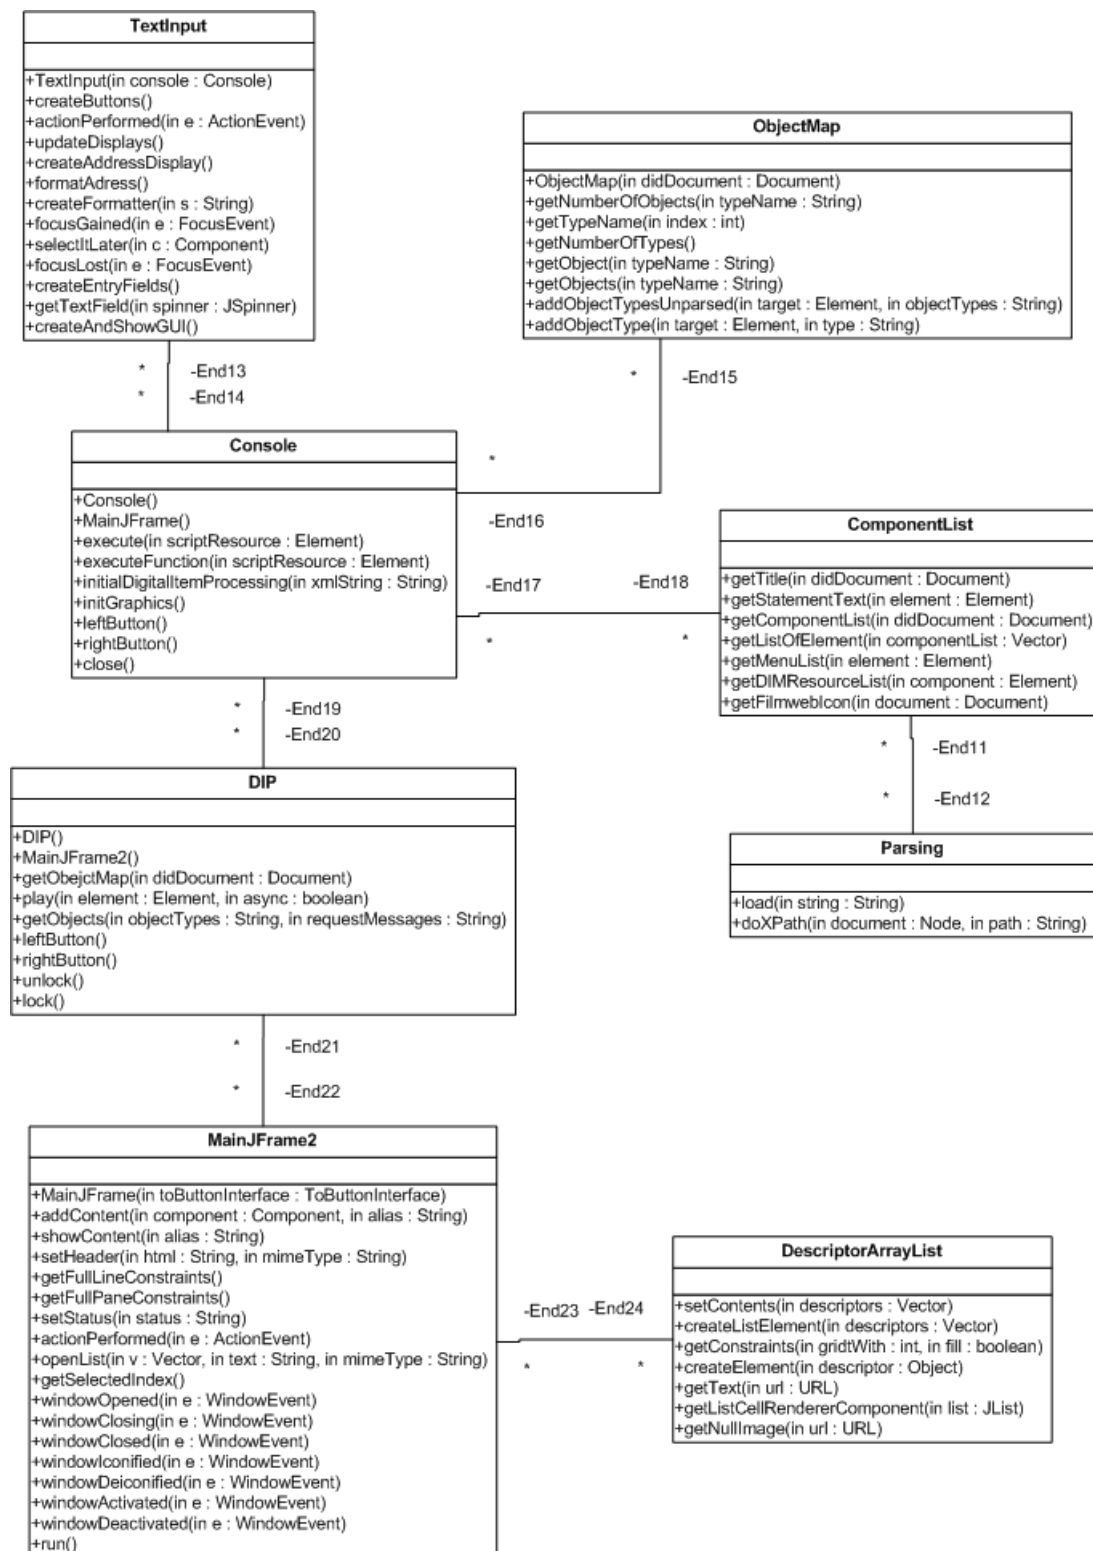 TextInput
+TextInput(in console : Console)
+createButtons()
+actionPerformed(in e : ActionEvent)
+updateDisplays()
+createAddressDisplay()
+formatAdress()
+createFormatter(in s : String)
+focusGained(in e : FocusEvent)
+selectItLater(in c : Component)
+focusLost(in e : FocusEvent)
+createEntryFields()
+getTextField(in spinner : JSpinner)
+createAndShowGUI()
ObjectMap
+ObjectMap(in didDocument : Document)
+getNumberOfObjects(in typeName : String)
+getTypeName(in index : int)
+getNumberOfTypes()
+getObject(in typeName : String)
+getObjects(in typeName : String)
+addObjectTypesUnparsed(in target : Element, in objectTypes : String)
+addObjectType(in target : Element, in type : String)
* -End13
* -End14
* -End15
Console
+Console()
+MainJFrame()
+execute(in scriptResource : Element)
+executeFunction(in scriptResource : Element)
+initialDigitalItemProcessing(in xmlString : String)
+initGraphics()
+leftButton()
+rightButton()
+close()
*
-End16
-End17 -End18
* *
ComponentList
+getTitle(in didDocument : Document)
+getStatementText(in element : Element)
+getComponentList(in didDocument : Document)
+getListOfElement(in componentList : Vector)
+getMenuList(in element : Element)
+getDIMResourceList(in component : Element)
+getFilmwebIcon(in document : Document)
* -End19
* -End20
* -End11
* -End12
DIP
+DIP()
+MainJFrame2()
+getObejctMap(in didDocument : Document)
+play(in element : Element, in async : boolean)
+getObjects(in objectTypes : String, in requestMessages : String)
+leftButton()
+rightButton()
+unlock()
+lock()
Parsing
+load(in string : String)
+doXPath(in document : Node, in path : String)
* -End21
* -End22
MainJFrame2
+MainJFrame(in toButtonInterface : ToButtonInterface)
+addContent(in component : Component, in alias : String)
+showContent(in alias : String)
+setHeader(in html : String, in mimeType : String)
+getFullLineConstraints()
+getFullPaneConstraints()
+setStatus(in status : String)
+actionPerformed(in e : ActionEvent)
+openList(in v : Vector, in text : String, in mimeType : String)
+getSelectedIndex()
+windowOpened(in e : WindowEvent)
+windowClosing(in e : WindowEvent)
+windowClosed(in e : WindowEvent)
+windowIconified(in e : WindowEvent)
+windowDeiconified(in e : WindowEvent)
+windowActivated(in e : WindowEvent)
+windowDeactivated(in e : WindowEvent)
+run()
-End23 -End24
* *
DescriptorArrayList
+setContents(in descriptors : Vector)
+createListElement(in descriptors : Vector)
+getConstraints(in gridtWith : int, in fill : boolean)
+createElement(in descriptor : Object)
+getText(in url : URL)
+getListCellRendererComponent(in list : JList)
+getNullImage(in url : URL)